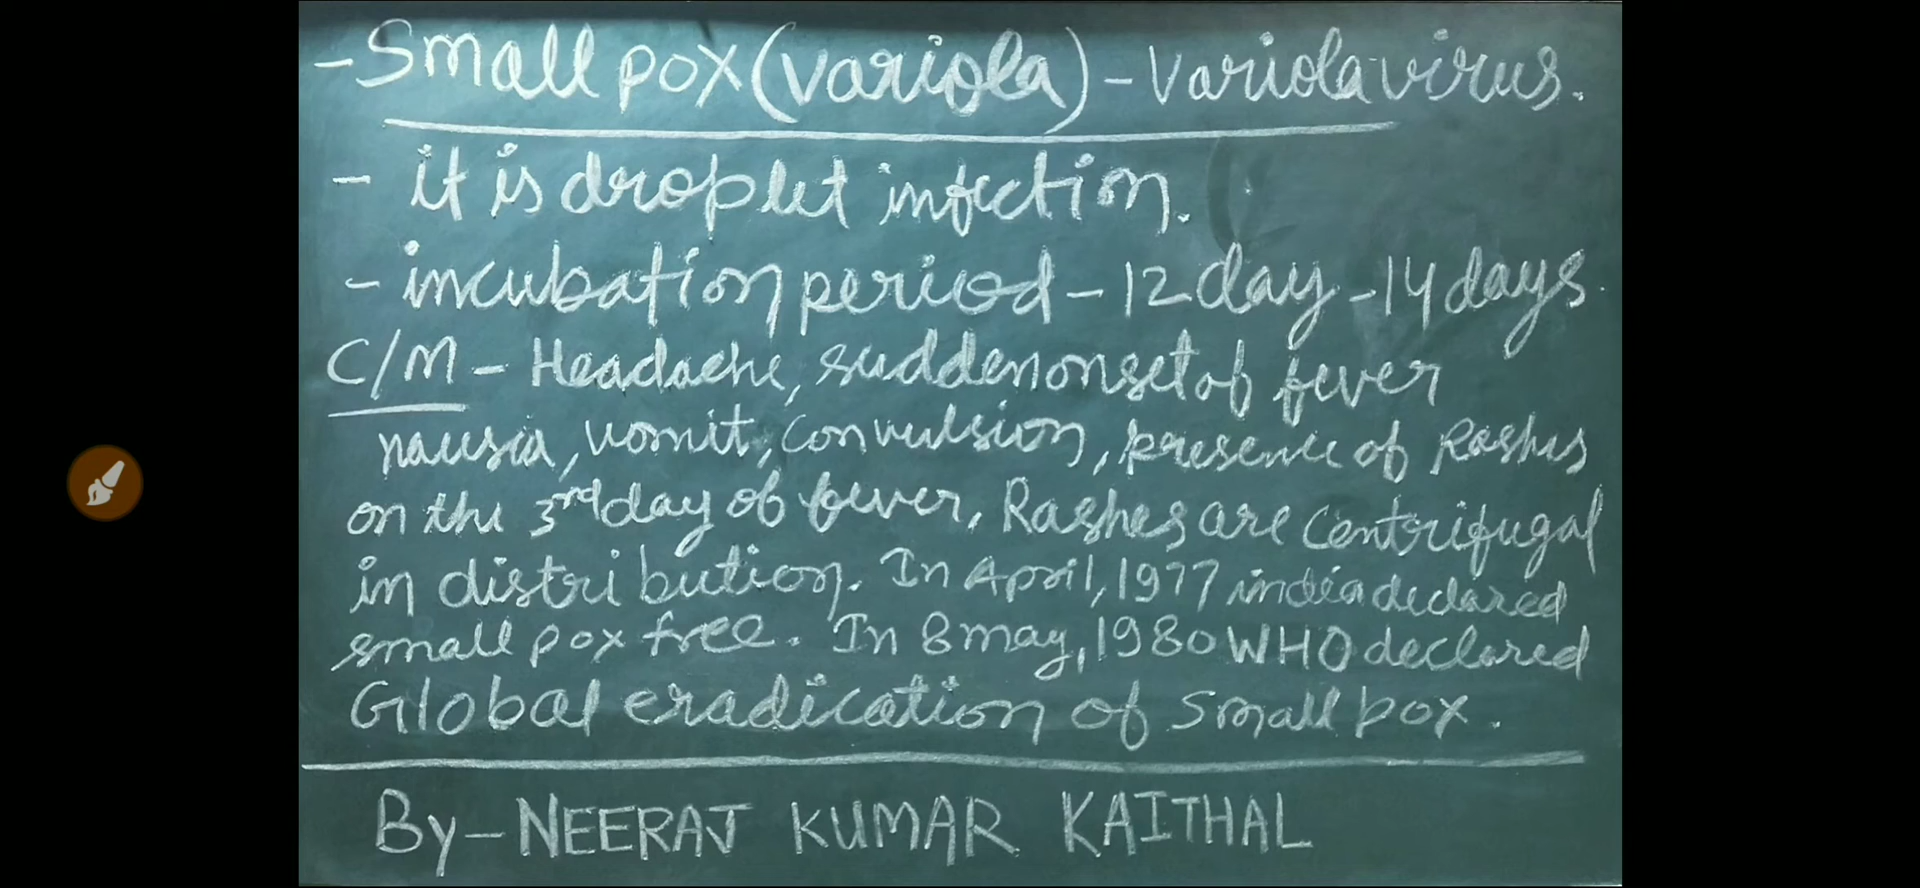 - Small pox (variola) - Variola virus.
- it is droplet infection.
- incubation period - 12 day - 14 days.
C/M - Headache, sudden onset of fever
nausia, vomit, convulsion, presence of Rashes
on the 3rd day of fever, Rashes are centrifugal
in distribution. In April, 1977 india declared
small pox free. In 8 may, 1980 WHO declared
Global eradication of Small pox.
By - NEERAJ KUMAR KAITHAL